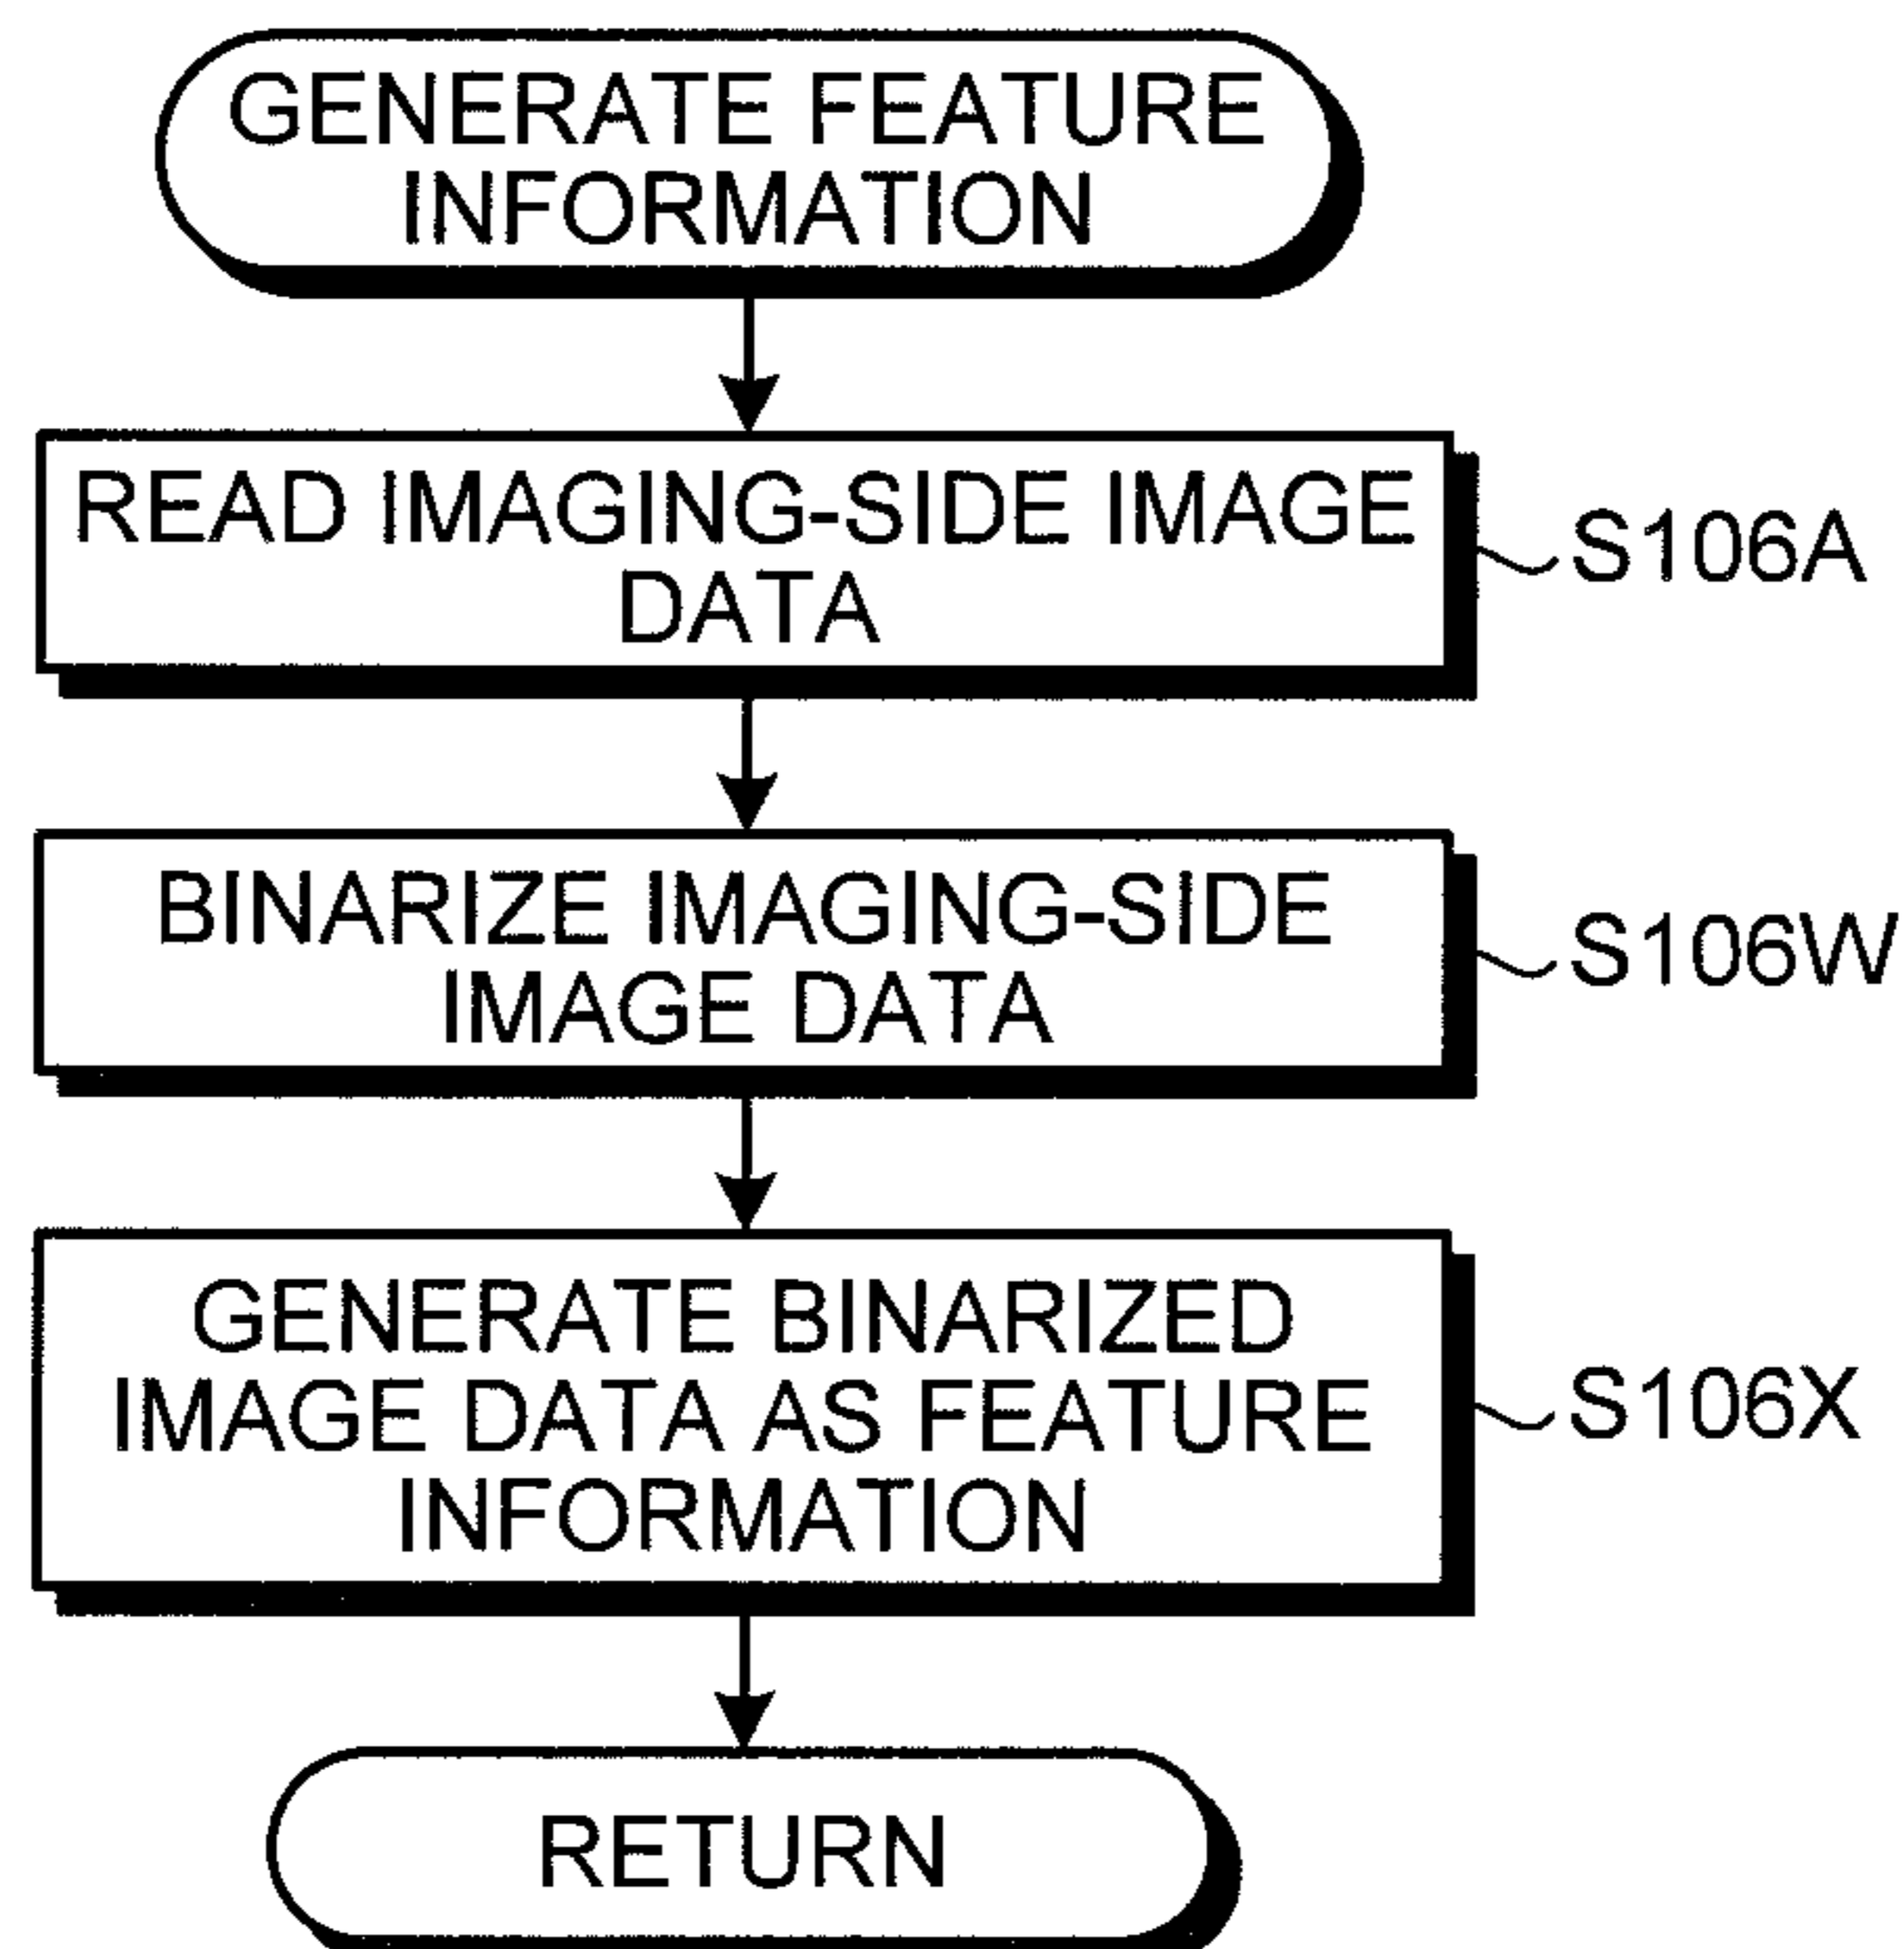 GENERATE FEATURE
INFORMATION
READ IMAGING-SIDE IMAGE
DATA
S106A
BINARIZE IMAGING-SIDE
IMAGE DATA
S106W
GENERATE BINARIZED
IMAGE DATA AS FEATURE
INFORMATION
S106X
RETURN